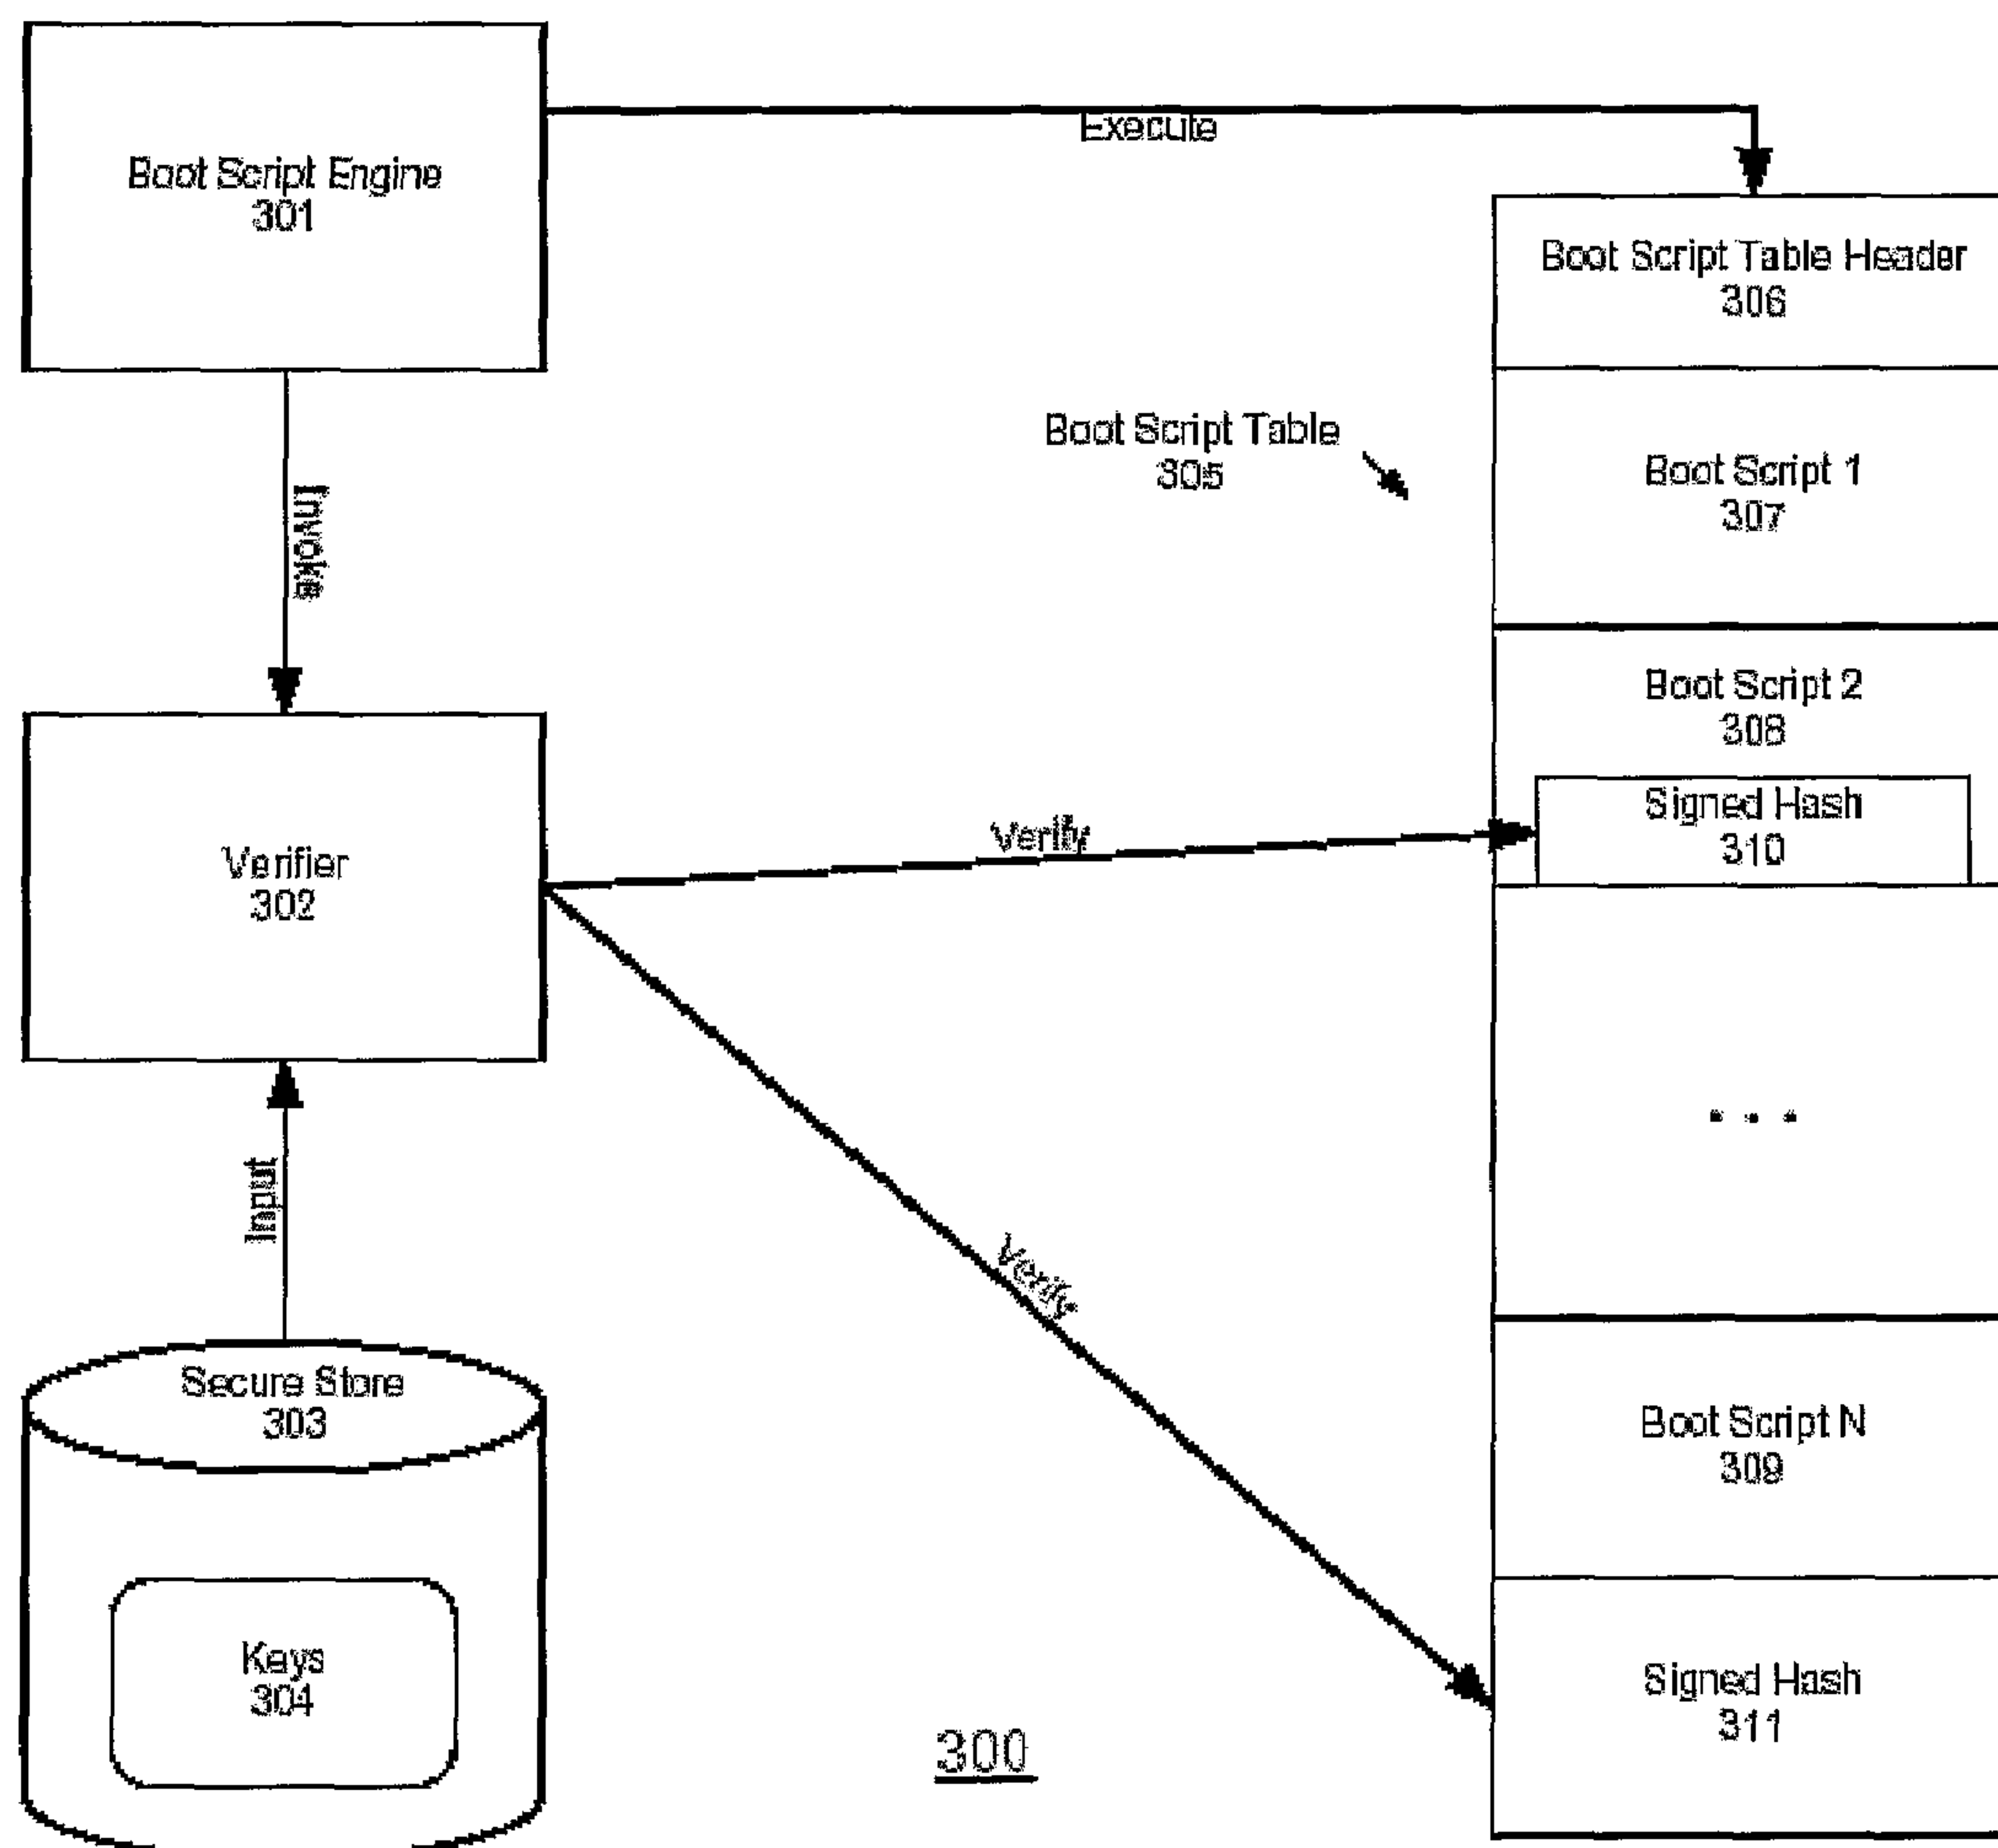 Boot Script Engine
301
Execute
Boot Script Table Header
306
Boot Script Table
305
Boot Script 1
307
Invoke
Boot Script 2
308
Signed Hash
310
Verify
Verifier
302
. . .
Input
Verify
Secure Store
303
Boot Script N
309
Keys
304
Signed Hash
311
300